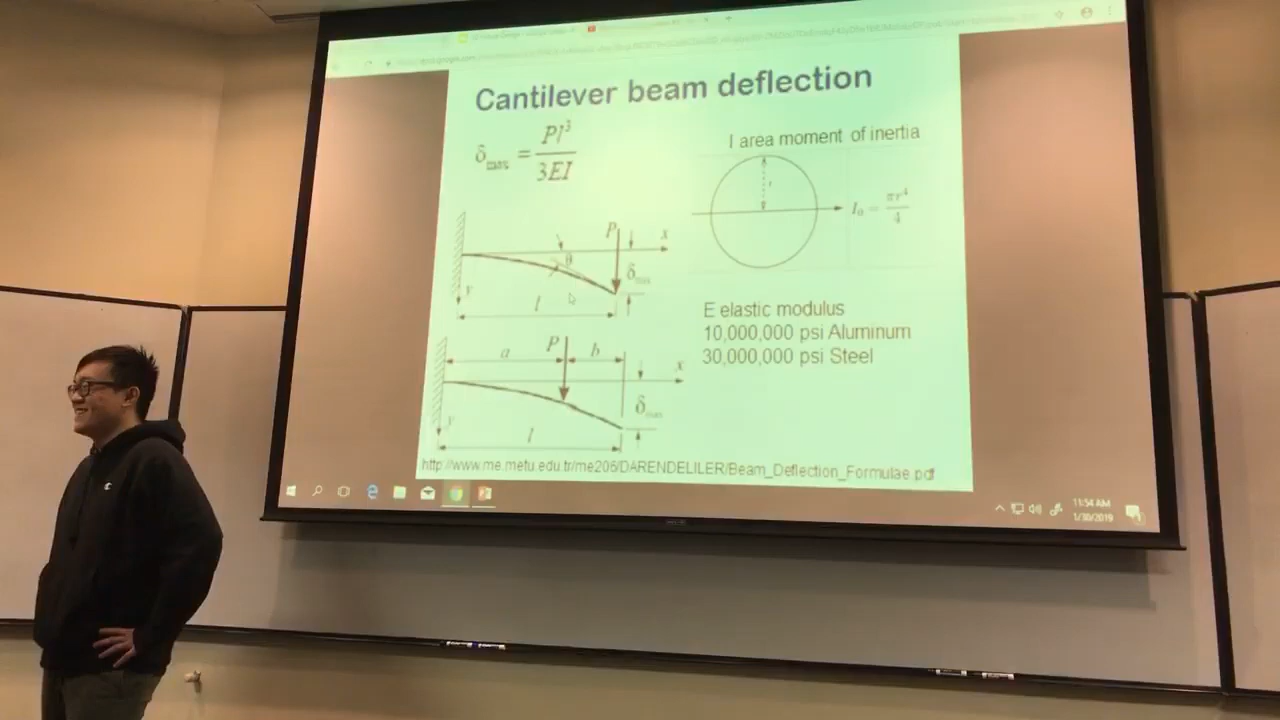 Cantilever beam deflection
δmax = Pl³
3EI
I area moment of inertia
r
I₀ = πr⁴
4
P
x
θ
δmax
y
l
E elastic modulus
10,000,000 psi Aluminum
30,000,000 psi Steel
a
P
b
x
δmax
y
l
http://www.me.metu.edu.tr/me206/DARENDELILER/Beam_Deflection_Formulae.pdf
11:54 AM
1/30/2019